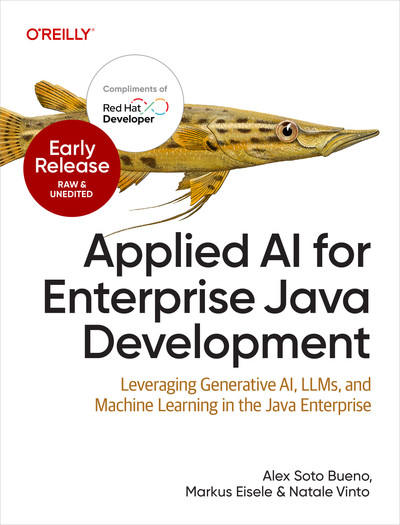 O'REILLY®
Compliments of
Red Hat
Developer
Early
Release
RAW &
UNEDITED
Applied AI for
Enterprise Java
Development
Leveraging Generative AI, LLMs, and
Machine Learning in the Java Enterprise
Alex Soto Bueno,
Markus Eisele & Natale Vinto